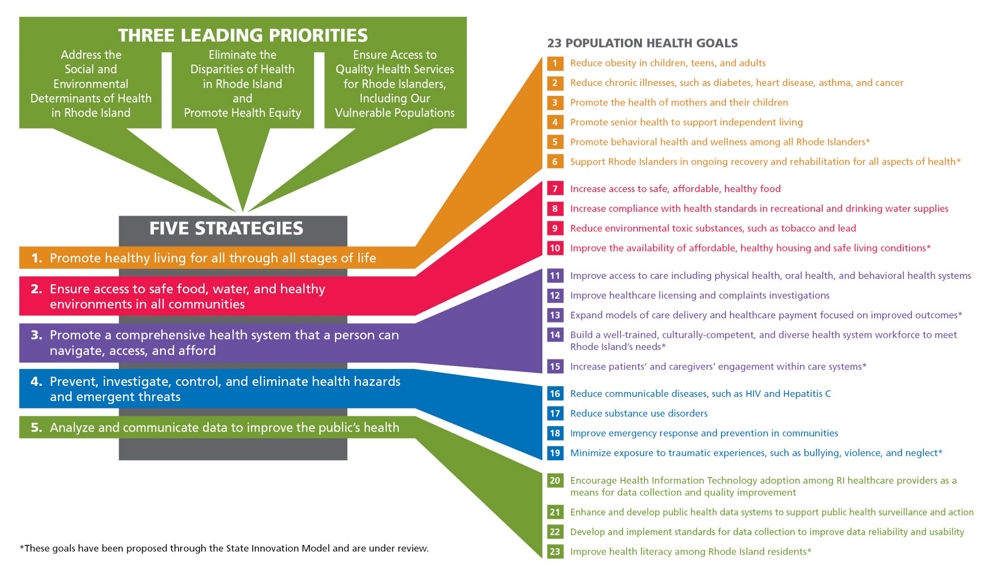 THREE LEADING PRIORITIES
Address the
Social and
Environmental
Determinants of Health
in Rhode Island
Eliminate the
Disparities of Health
in Rhode Island
and
Promote Health Equity
Ensure Access to
Quality Health Services
for Rhode Islanders,
Including Our
Vulnerable Populations
FIVE STRATEGIES
1. Promote healthy living for all through all stages of life
2. Ensure access to safe food, water, and healthy
environments in all communities
3. Promote a comprehensive health system that a person can
navigate, access, and afford
4. Prevent, investigate, control, and eliminate health hazards
and emergent threats
5. Analyze and communicate data to improve the public’s health
*These goals have been proposed through the State Innovation Model and are under review.
23 POPULATION HEALTH GOALS
1 Reduce obesity in children, teens, and adults
2 Reduce chronic illnesses, such as diabetes, heart disease, asthma, and cancer
3 Promote the health of mothers and their children
4 Promote senior health to support independent living
5 Promote behavioral health and wellness among all Rhode Islanders*
6 Support Rhode Islanders in ongoing recovery and rehabilitation for all aspects of health*
7 Increase access to safe, affordable, healthy food
8 Increase compliance with health standards in recreational and drinking water supplies
9 Reduce environmental toxic substances, such as tobacco and lead
10 Improve the availability of affordable, healthy housing and safe living conditions*
11 Improve access to care including physical health, oral health, and behavioral health systems
12 Improve healthcare licensing and complaints investigations
13 Expand models of care delivery and healthcare payment focused on improved outcomes*
14 Build a well-trained, culturally-competent, and diverse health system workforce to meet
Rhode Island’s needs*
15 Increase patients’ and caregivers’ engagement within care systems*
16 Reduce communicable diseases, such as HIV and Hepatitis C
17 Reduce substance use disorders
18 Improve emergency response and prevention in communities
19 Minimize exposure to traumatic experiences, such as bullying, violence, and neglect*
20 Encourage Health Information Technology adoption among RI healthcare providers as a
means for data collection and quality improvement
21 Enhance and develop public health data systems to support public health surveillance and action
22 Develop and implement standards for data collection to improve data reliability and usability
23 Improve health literacy among Rhode Island residents*